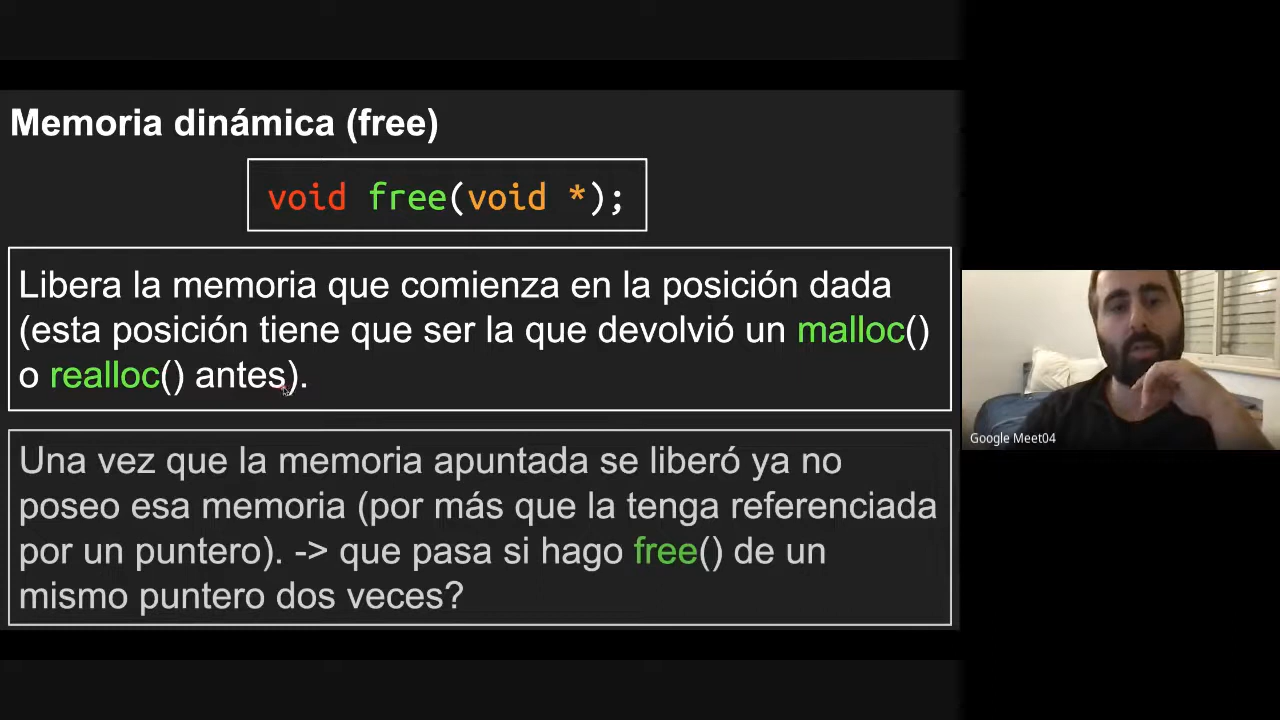 Memoria dinámica (free)
void free(void *);
Libera la memoria que comienza en la posición dada
(esta posición tiene que ser la que devolvió un malloc()
o realloc() antes).
Una vez que la memoria apuntada se liberó ya no
poseo esa memoria (por más que la tenga referenciada
por un puntero). -> que pasa si hago free() de un
mismo puntero dos veces?
Google Meet04